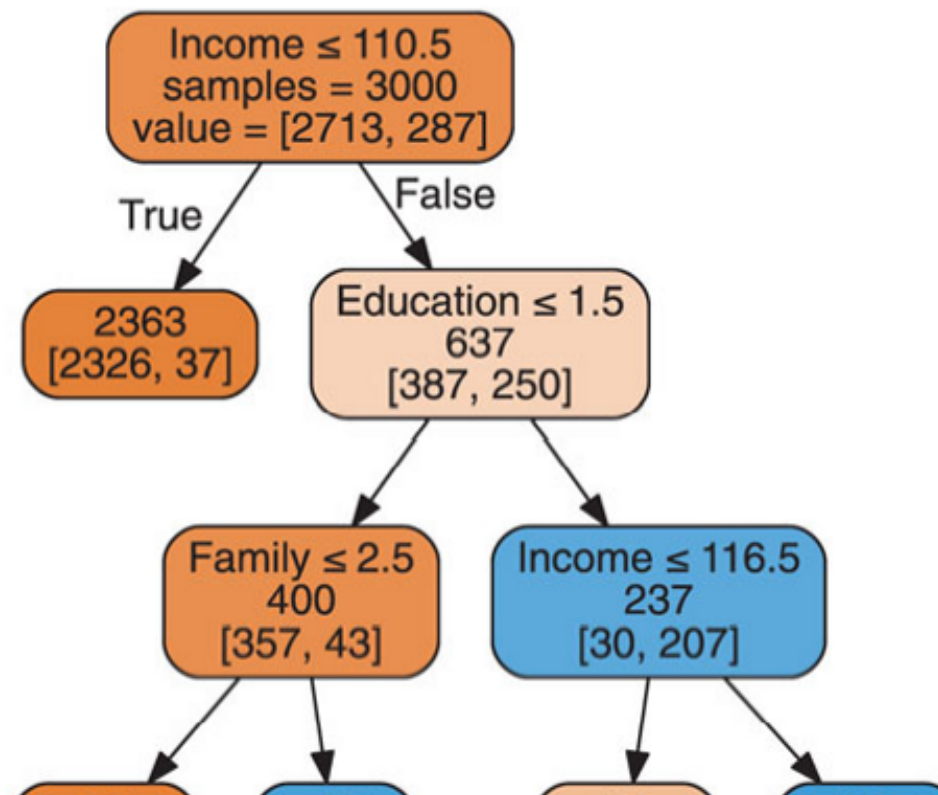 Income ≤ 110.5
samples = 3000
value = [2713, 287]
True
False
2363
[2326, 37]
Education ≤ 1.5
637
[387, 250]
Family ≤ 2.5
400
[357, 43]
Income ≤ 116.5
237
[30, 207]